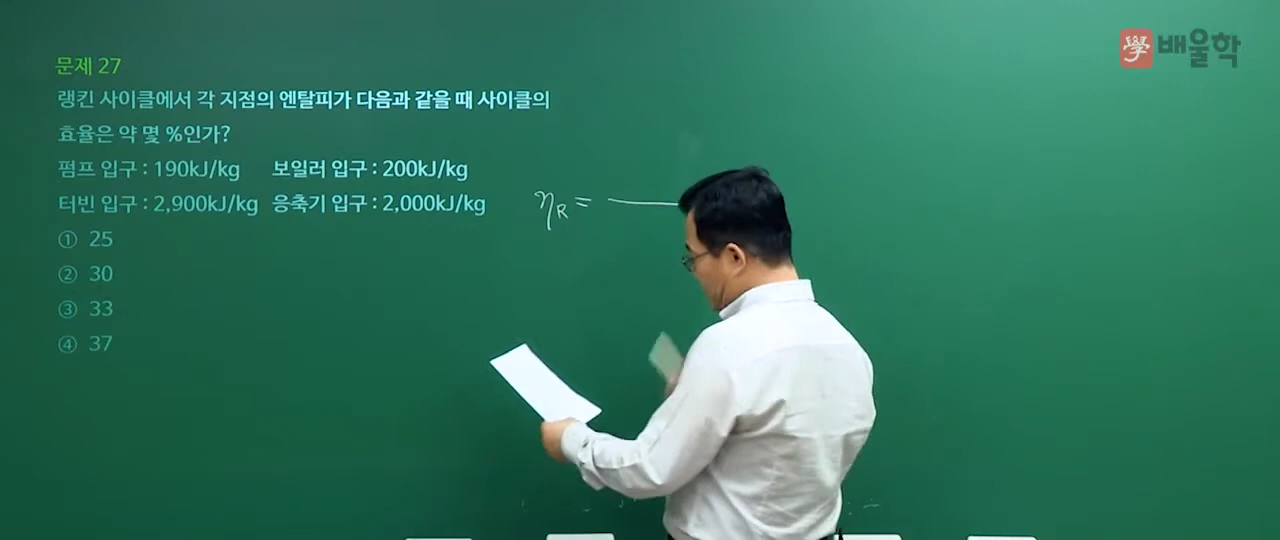 學 배울학
문제 27
랭킨 사이클에서 각 지점의 엔탈피가 다음과 같을 때 사이클의
효율은 약 몇 %인가?
펌프 입구 : 190kJ/kg 보일러 입구 : 200kJ/kg
터빈 입구 : 2,900kJ/kg 응축기 입구 : 2,000kJ/kg
① 25
② 30
③ 33
④ 37
η_R =